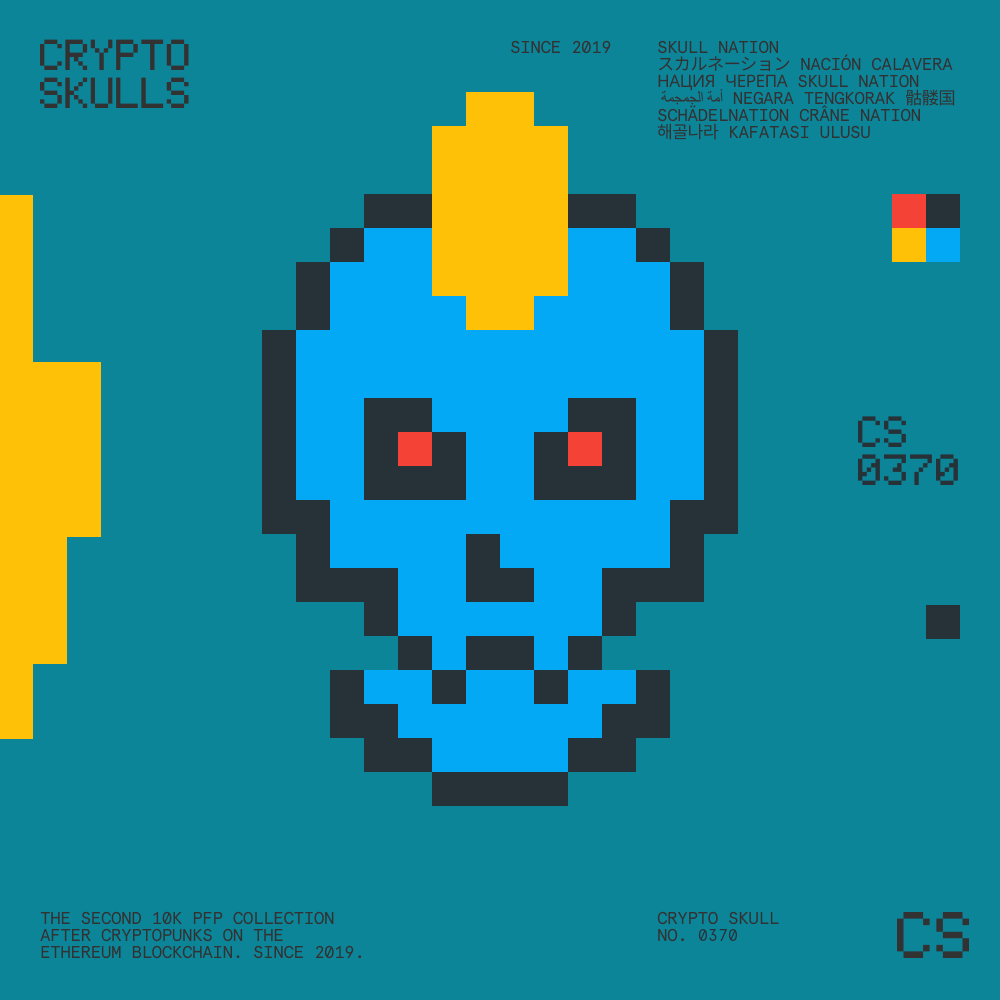 CRYPTO
SKULLS
SINCE 2019
SKULL NATION
スカルネーション NACIÓN CALAVERA
НАЦИЯ ЧЕРЕПА SKULL NATION
أمة الجمجمة NEGARA TENGKORAK 骷髅国
SCHÄDELNATION CRÂNE NATION
해골나라 KAFATASI ULUSU
CS
0370
THE SECOND 10K PFP COLLECTION
AFTER CRYPTOPUNKS ON THE
ETHEREUM BLOCKCHAIN. SINCE 2019.
CRYPTO SKULL
NO. 0370
CS